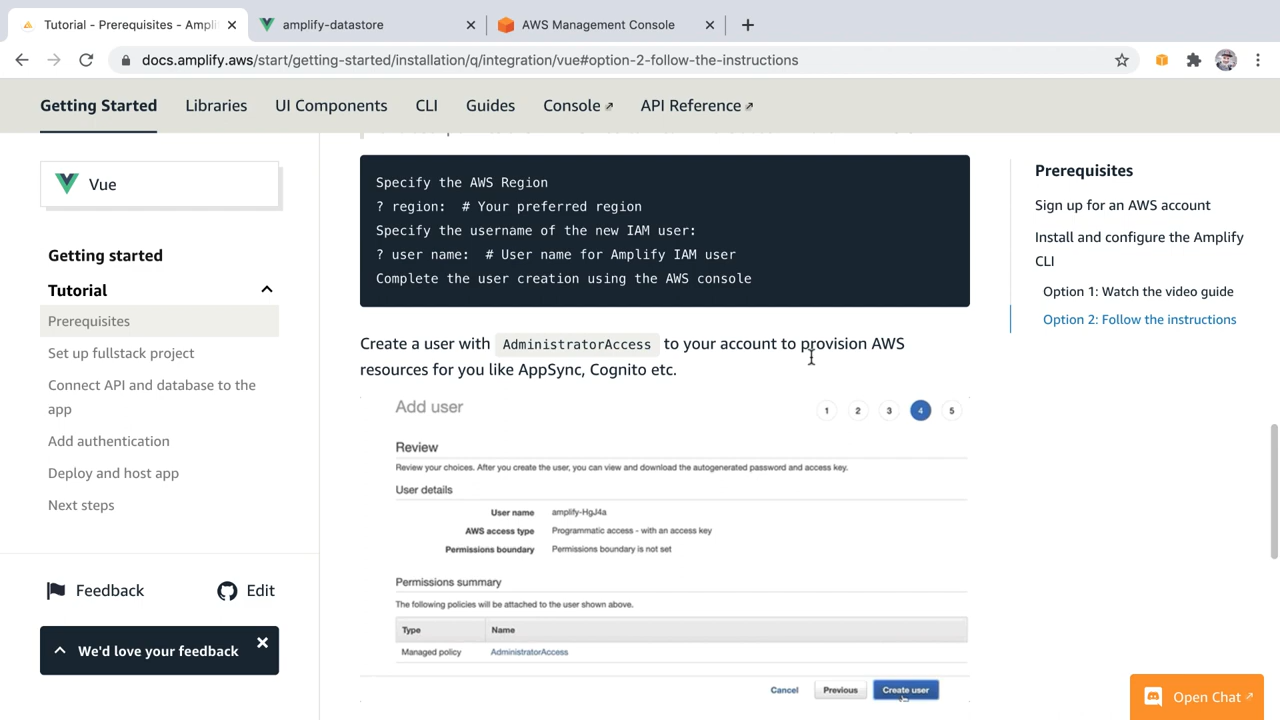 Tutorial - Prerequisites - Ampli
amplify-datastore
AWS Management Console
docs.amplify.aws/start/getting-started/installation/q/integration/vue#option-2-follow-the-instructions
Getting Started
Libraries
UI Components
CLI
Guides
Console
API Reference
Vue
Getting started
Tutorial
Prerequisites
Set up fullstack project
Connect API and database to the
app
Add authentication
Deploy and host app
Next steps
Feedback
Edit
We'd love your feedback
Specify the AWS Region
? region:  # Your preferred region
Specify the username of the new IAM user:
? user name:  # User name for Amplify IAM user
Complete the user creation using the AWS console
Create a user with AdministratorAccess to your account to provision AWS
resources for you like AppSync, Cognito etc.
Add user
1 2 3 4 5
Review
Review your choices. After you create the user, you can view and download the autogenerated password and access key.
User details
User name amplify-HgJ4a
AWS access type Programmatic access - with an access key
Permissions boundary Permissions boundary is not set
Permissions summary
The following policies will be attached to the user shown above.
Type Name
Managed policy AdministratorAccess
Cancel Previous Create user
Prerequisites
Sign up for an AWS account
Install and configure the Amplify
CLI
Option 1: Watch the video guide
Option 2: Follow the instructions
Open Chat